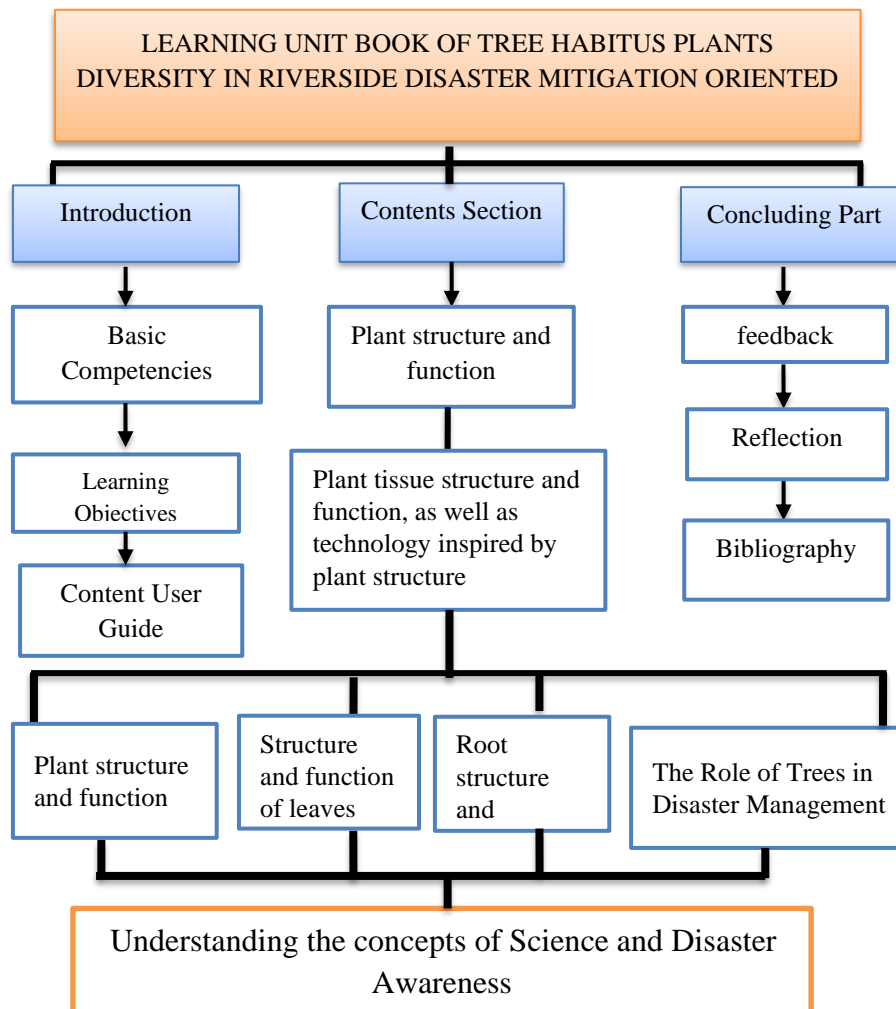 LEARNING UNIT BOOK OF TREE HABITUS PLANTS
DIVERSITY IN RIVERSIDE DISASTER MITIGATION ORIENTED
Introduction
Contents Section
Concluding Part
Basic
Competencies
Learning
Objectives
Content User
Guide
Plant structure and
function
Plant tissue structure and
function, as well as
technology inspired by
plant structure
feedback
Reflection
Bibliography
Plant structure
and function
Structure
and function
of leaves
Root
structure and
The Role of Trees in
Disaster Management
Understanding the concepts of Science and Disaster
Awareness